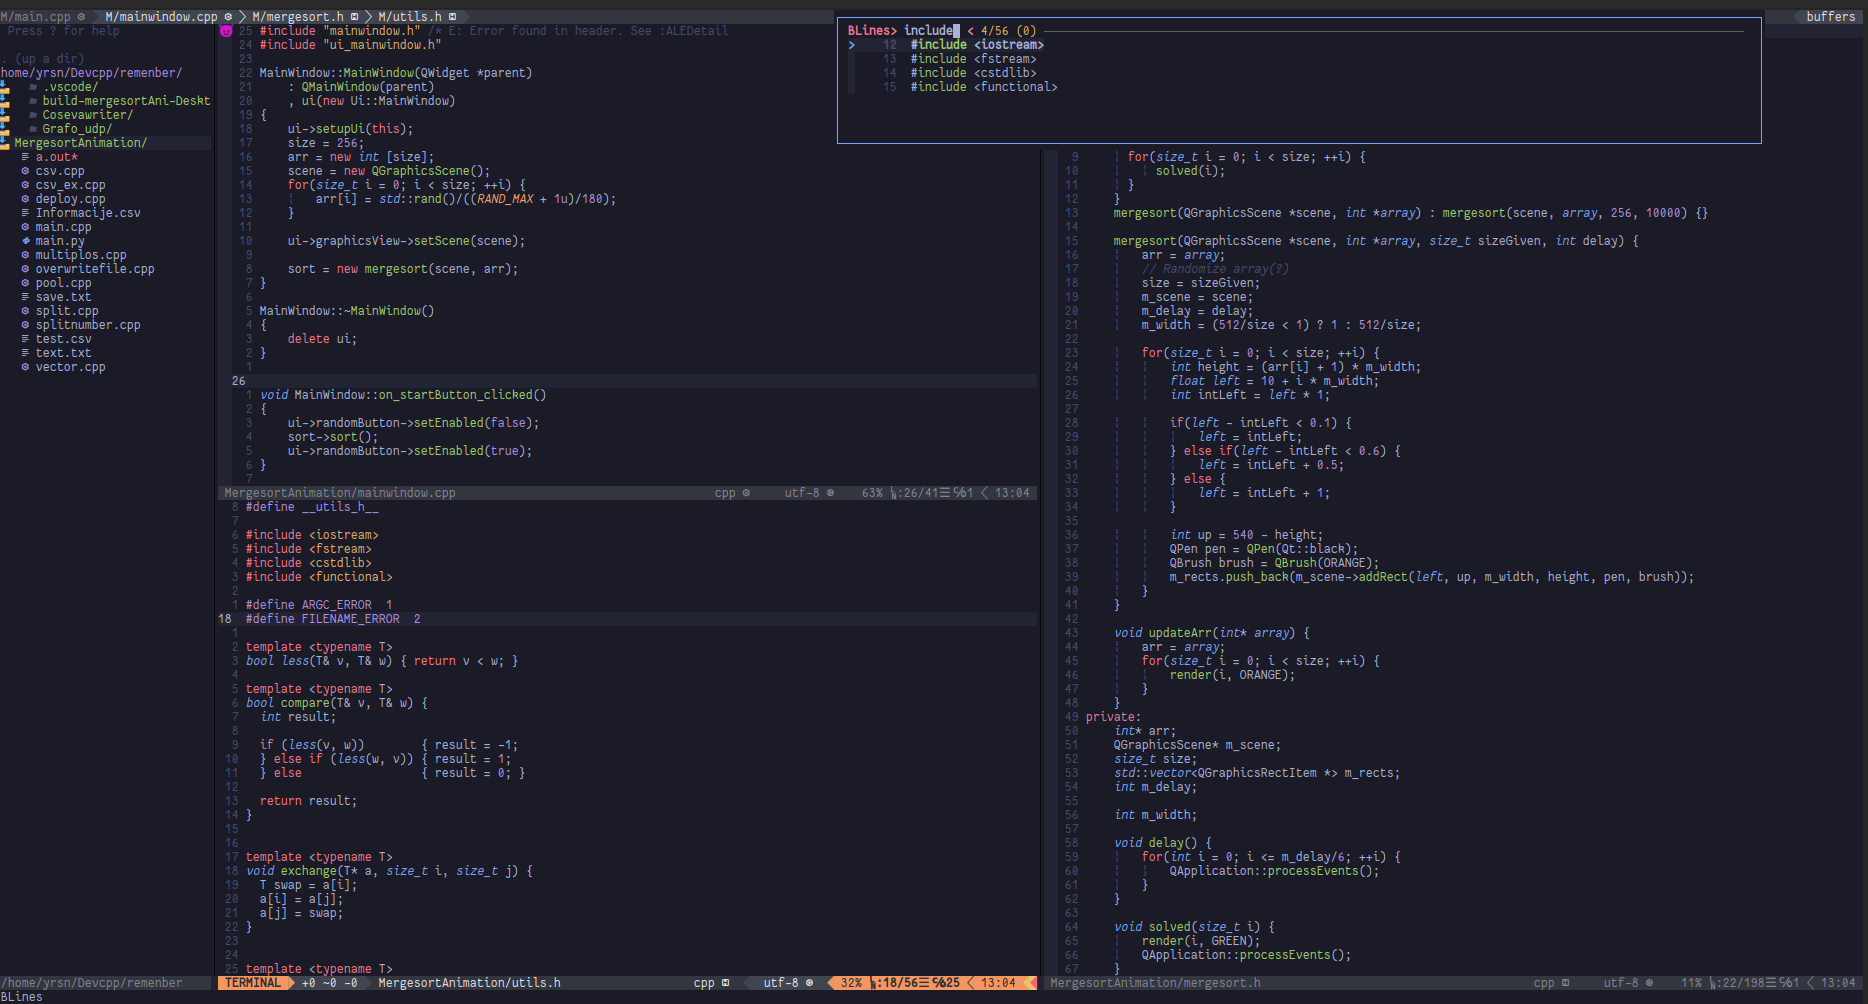 M/main.cpp M/mainwindow.cpp M/mergesort.h M/utils.h buffers
Press ? for help
. (up a dir)
home/yrsn/Devcpp/remember/
.vscode/
build-mergesortAni-Deskt
Cosevawriter/
Grafo_udp/
MergesortAnimation/
a.out*
csv.cpp
csv_ex.cpp
deploy.cpp
Informacije.csv
main.cpp
main.py
multiplos.cpp
overwritefile.cpp
pool.cpp
save.txt
split.cpp
splitnumber.cpp
test.csv
text.txt
vector.cpp
/home/yrsn/Devcpp/remember
25 #include "mainwindow.h" /* E: Error found in header. See :ALEDetail
24 #include "ui_mainwindow.h"
23
22 MainWindow::MainWindow(QWidget *parent)
21     : QMainWindow(parent)
20     , ui(new Ui::MainWindow)
19 {
18     ui->setupUi(this);
17     size = 256;
16     arr = new int [size];
15     scene = new QGraphicsScene();
14     for(size_t i = 0; i < size; ++i) {
13         arr[i] = std::rand()/((RAND_MAX + 1u)/180);
12     }
11
10     ui->graphicsView->setScene(scene);
9
8     sort = new mergesort(scene, arr);
7 }
6
5 MainWindow::~MainWindow()
4 {
3     delete ui;
2 }
1
26
1 void MainWindow::on_startButton_clicked()
2 {
3     ui->randomButton->setEnabled(false);
4     sort->sort();
5     ui->randomButton->setEnabled(true);
6 }
7
MergesortAnimation/mainwindow.cpp cpp utf-8 63% :26/41 ℅1 13:04
8 #define __utils_h__
7
6 #include <iostream>
5 #include <fstream>
4 #include <cstdlib>
3 #include <functional>
2
1 #define ARGC_ERROR  1
18 #define FILENAME_ERROR  2
1
2 template <typename T>
3 bool less(T& v, T& w) { return v < w; }
4
5 template <typename T>
6 bool compare(T& v, T& w) {
7   int result;
8
9   if (less(v, w))        { result = -1;
10   } else if (less(w, v)) { result = 1;
11   } else                 { result = 0; }
12
13   return result;
14 }
15
16
17 template <typename T>
18 void exchange(T* a, size_t i, size_t j) {
19   T swap = a[i];
20   a[i] = a[j];
21   a[j] = swap;
22 }
23
24
25 template <typename T>
TERMINAL +0 ~0 -0 MergesortAnimation/utils.h cpp utf-8 32% :18/56 ℅25 13:04
BLines> include < 4/56 (0)
> 12 #include <iostream>
13 #include <fstream>
14 #include <cstdlib>
15 #include <functional>
9 for(size_t i = 0; i < size; ++i) {
10 solved(i);
11 }
12 }
13 mergesort(QGraphicsScene *scene, int *array) : mergesort(scene, array, 256, 10000) {}
14
15 mergesort(QGraphicsScene *scene, int *array, size_t sizeGiven, int delay) {
16 arr = array;
17 // Randomize array(?)
18 size = sizeGiven;
19 m_scene = scene;
20 m_delay = delay;
21 m_width = (512/size < 1) ? 1 : 512/size;
22
23 for(size_t i = 0; i < size; ++i) {
24 int height = (arr[i] + 1) * m_width;
25 float left = 10 + i * m_width;
26 int intLeft = left * 1;
27
28 if(left - intLeft < 0.1) {
29 left = intLeft;
30 } else if(left - intLeft < 0.6) {
31 left = intLeft + 0.5;
32 } else {
33 left = intLeft + 1;
34 }
35
36 int up = 540 - height;
37 QPen pen = QPen(Qt::black);
38 QBrush brush = QBrush(ORANGE);
39 m_rects.push_back(m_scene->addRect(left, up, m_width, height, pen, brush));
40 }
41 }
42
43 void updateArr(int* array) {
44 arr = array;
45 for(size_t i = 0; i < size; ++i) {
46 render(i, ORANGE);
47 }
48 }
49 private:
50 int* arr;
51 QGraphicsScene* m_scene;
52 size_t size;
53 std::vector<QGraphicsRectItem *> m_rects;
54 int m_delay;
55
56 int m_width;
57
58 void delay() {
59 for(int i = 0; i <= m_delay/6; ++i) {
60 QApplication::processEvents();
61 }
62 }
63
64 void solved(size_t i) {
65 render(i, GREEN);
66 QApplication::processEvents();
67 }
MergesortAnimation/mergesort.h cpp utf-8 11% :22/198 ℅1 13:04
BLines